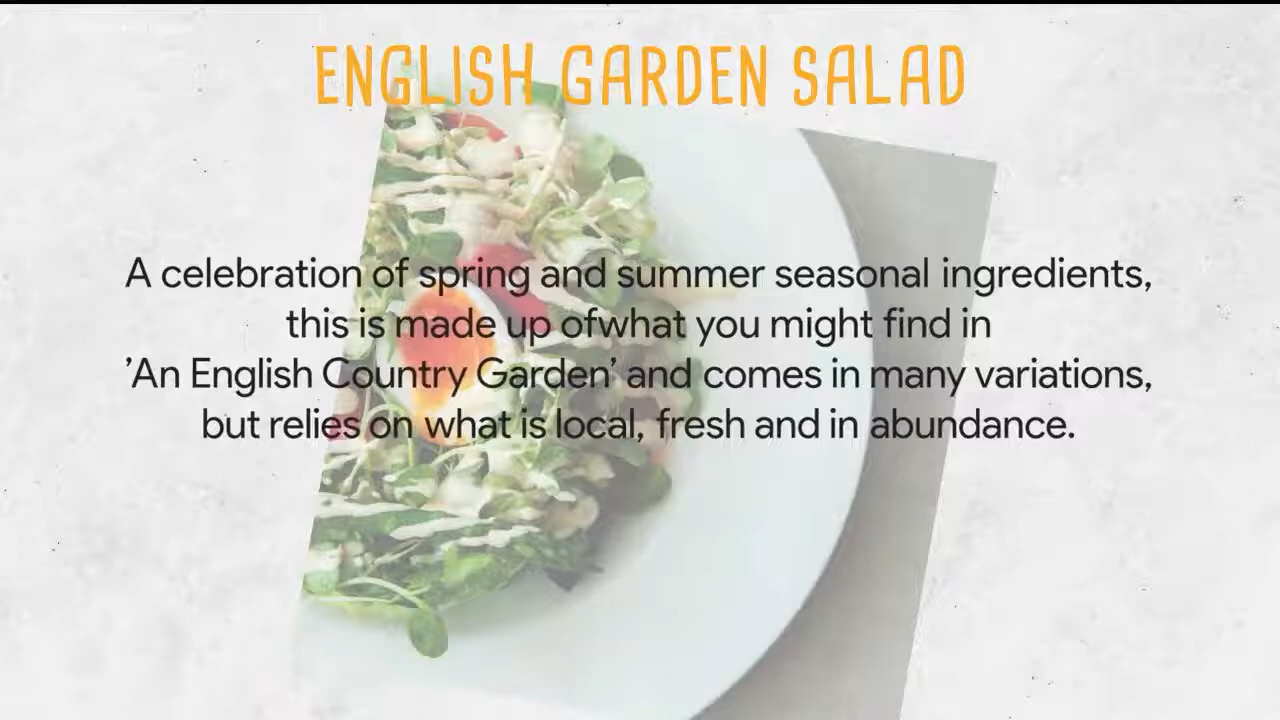 ENGLISH GARDEN SALAD
A celebration of spring and summer seasonal ingredients,
this is made up ofwhat you might find in
’An English Country Garden’ and comes in many variations,
but relies on what is local, fresh and in abundance.